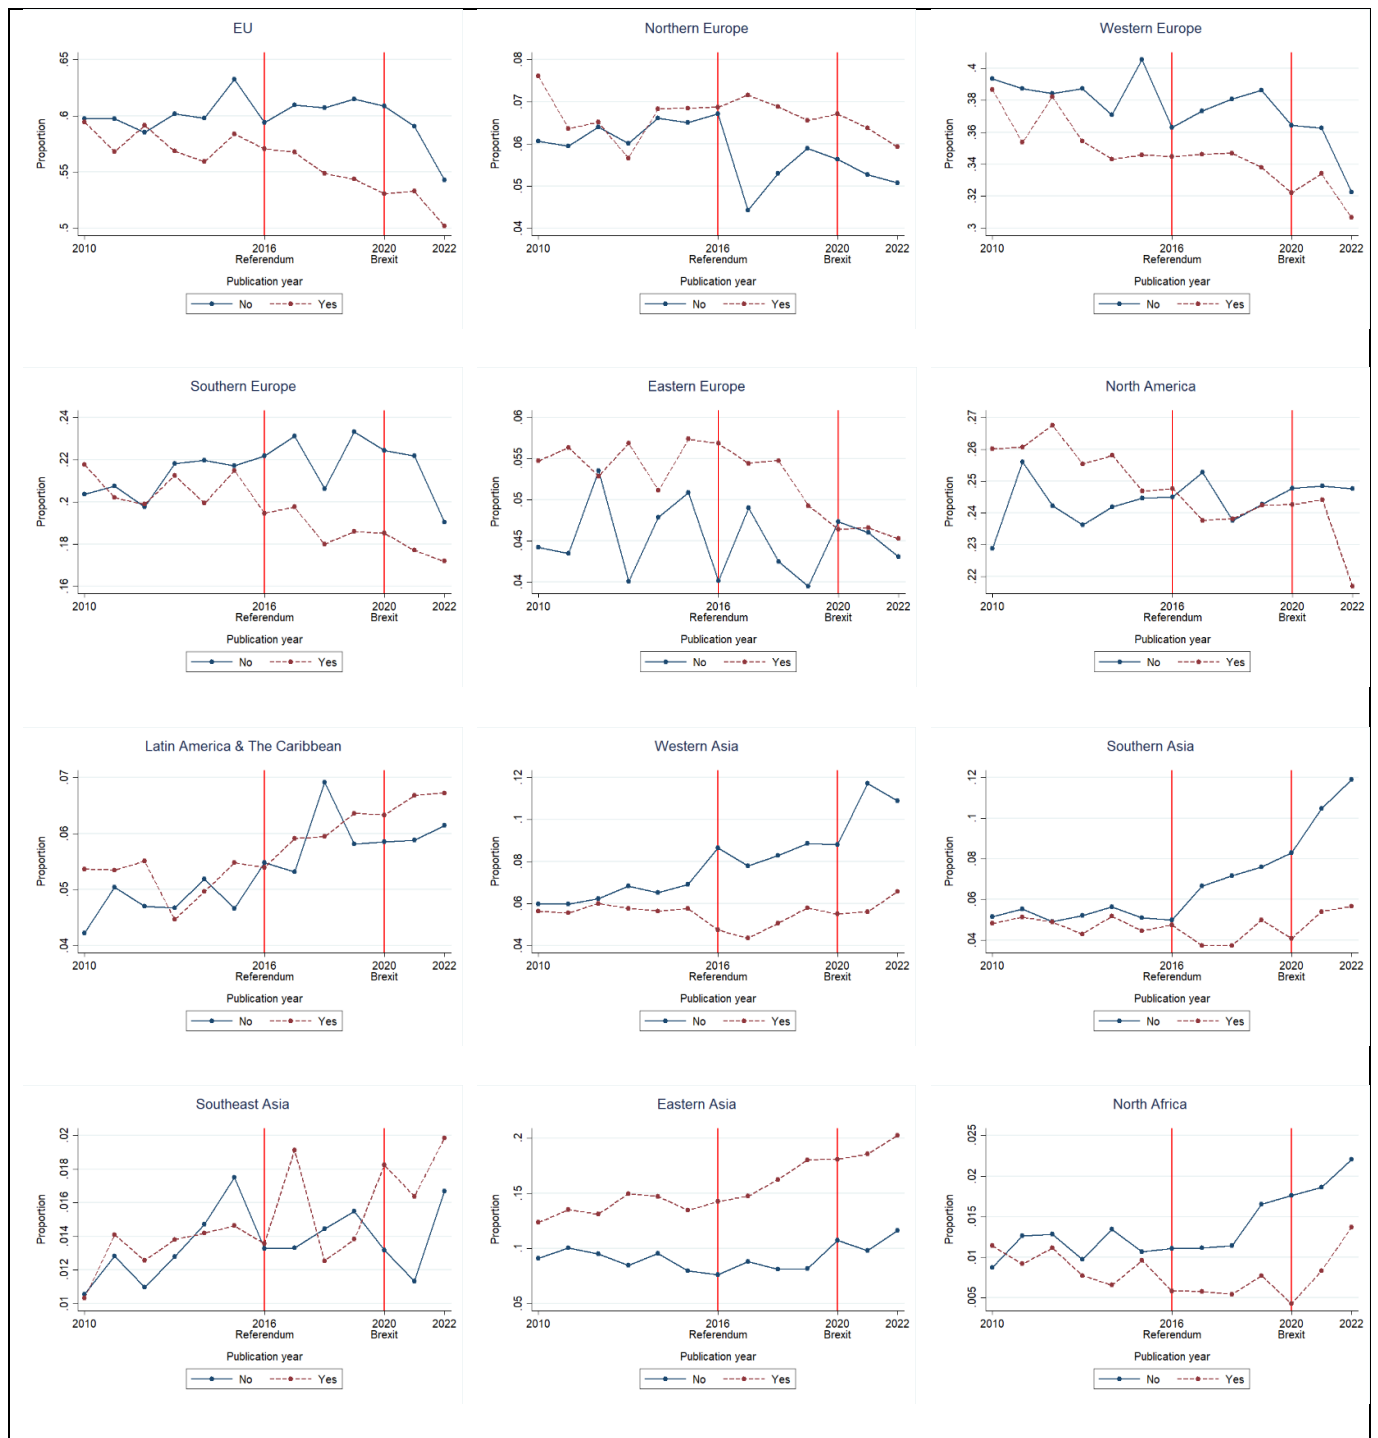 EU
Proportion
.65
.6
.55
.5
2010
2016
2020
2022
Referendum
Brexit
Publication year
No
Yes
Northern Europe
Proportion
.08
.07
.06
.05
.04
2010
2016
2020
2022
Referendum
Brexit
Publication year
No
Yes
Western Europe
Proportion
.4
.38
.36
.34
.32
.3
2010
2016
2020
2022
Referendum
Brexit
Publication year
No
Yes
Southern Europe
Proportion
.24
.22
.2
.18
.16
2010
2016
2020
2022
Referendum
Brexit
Publication year
No
Yes
Eastern Europe
Proportion
.06
.055
.05
.045
.04
2010
2016
2020
2022
Referendum
Brexit
Publication year
No
Yes
North America
Proportion
.27
.26
.25
.24
.23
.22
2010
2016
2020
2022
Referendum
Brexit
Publication year
No
Yes
Latin America & The Caribbean
Proportion
.07
.06
.05
.04
2010
2016
2020
2022
Referendum
Brexit
Publication year
No
Yes
Western Asia
Proportion
.12
.1
.08
.06
.04
2010
2016
2020
2022
Referendum
Brexit
Publication year
No
Yes
Southern Asia
Proportion
.12
.1
.08
.06
.04
2010
2016
2020
2022
Referendum
Brexit
Publication year
No
Yes
Southeast Asia
Proportion
.02
.018
.016
.014
.012
.01
2010
2016
2020
2022
Referendum
Brexit
Publication year
No
Yes
Eastern Asia
Proportion
.2
.15
.1
.05
2010
2016
2020
2022
Referendum
Brexit
Publication year
No
Yes
North Africa
Proportion
.025
.02
.015
.01
.005
2010
2016
2020
2022
Referendum
Brexit
Publication year
No
Yes